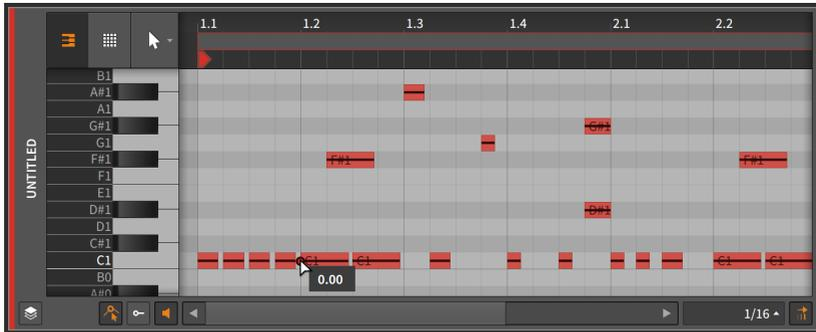 1.1 1.2 1.3 1.4 2.1 2.2
UNTITLED
B1
A#1
A1
G#1 G#1
G1
F#1 F#1 F#1
F1
E1
D#1 D#1
D1
C#1
C1 C1 C1 C1 C1
B0
0.00
A#0
1/16